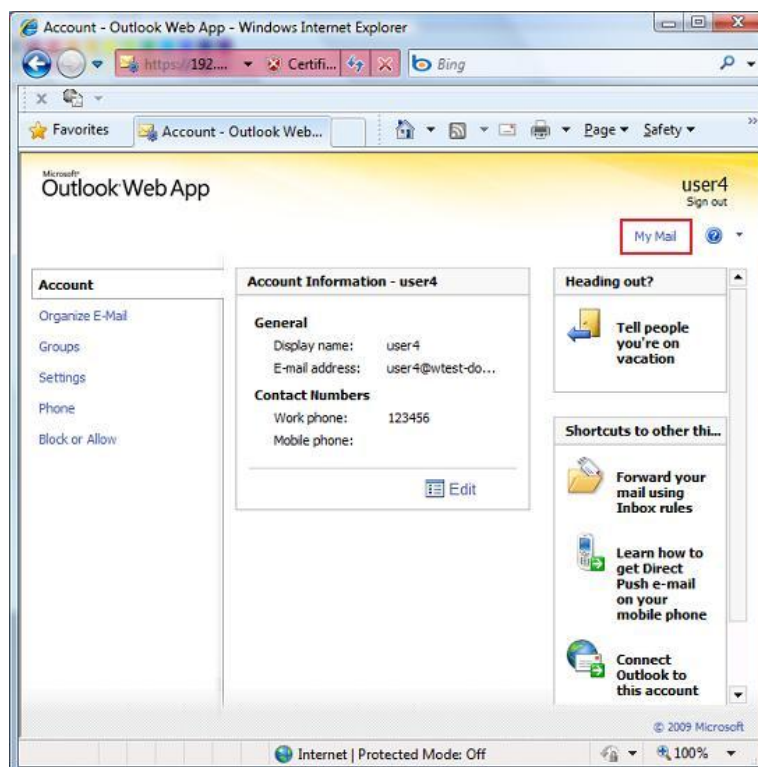 Account - Outlook Web App - Windows Internet Explorer
https://192.... Certifi... Bing
Favorites Account - Outlook Web... Page Safety »
Microsoft®
Outlook Web App
user4
Sign out
My Mail
Account
Organize E-Mail
Groups
Settings
Phone
Block or Allow
Account Information - user4
General
Display name: user4
E-mail address: user4@wtest-do...
Contact Numbers
Work phone: 123456
Mobile phone:
Edit
Heading out?
Tell people
you're on
vacation
Shortcuts to other thi...
Forward your
mail using
Inbox rules
Learn how to
get Direct
Push e-mail
on your
mobile phone
Connect
Outlook to
this account
© 2009 Microsoft
Internet | Protected Mode: Off 100%